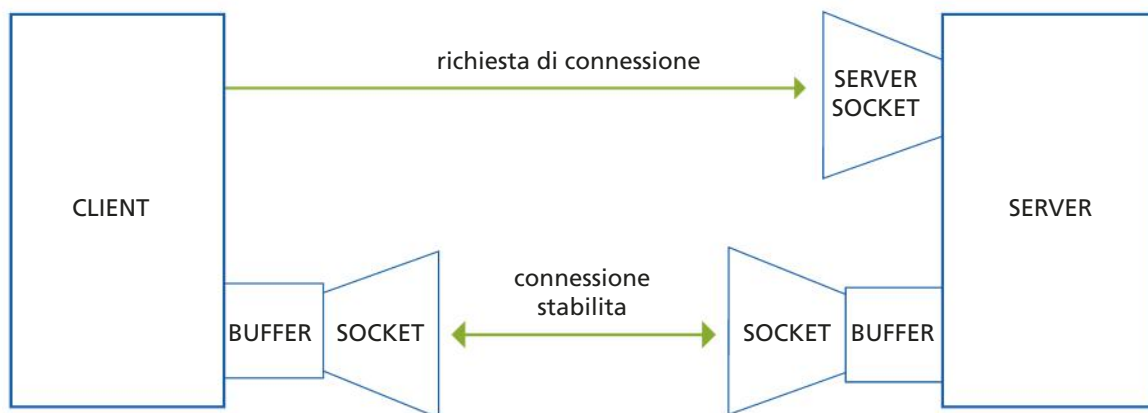 richiesta di connessione
SERVER
SOCKET
CLIENT
SERVER
connessione
stabilita
BUFFER
SOCKET
SOCKET
BUFFER